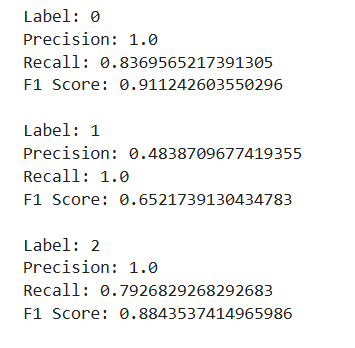 Label: 0
Precision: 1.0
Recall: 0.8369565217391305
F1 Score: 0.911242603550296
Label: 1
Precision: 0.4838709677419355
Recall: 1.0
F1 Score: 0.6521739130434783
Label: 2
Precision: 1.0
Recall: 0.7926829268292683
F1 Score: 0.8843537414965986